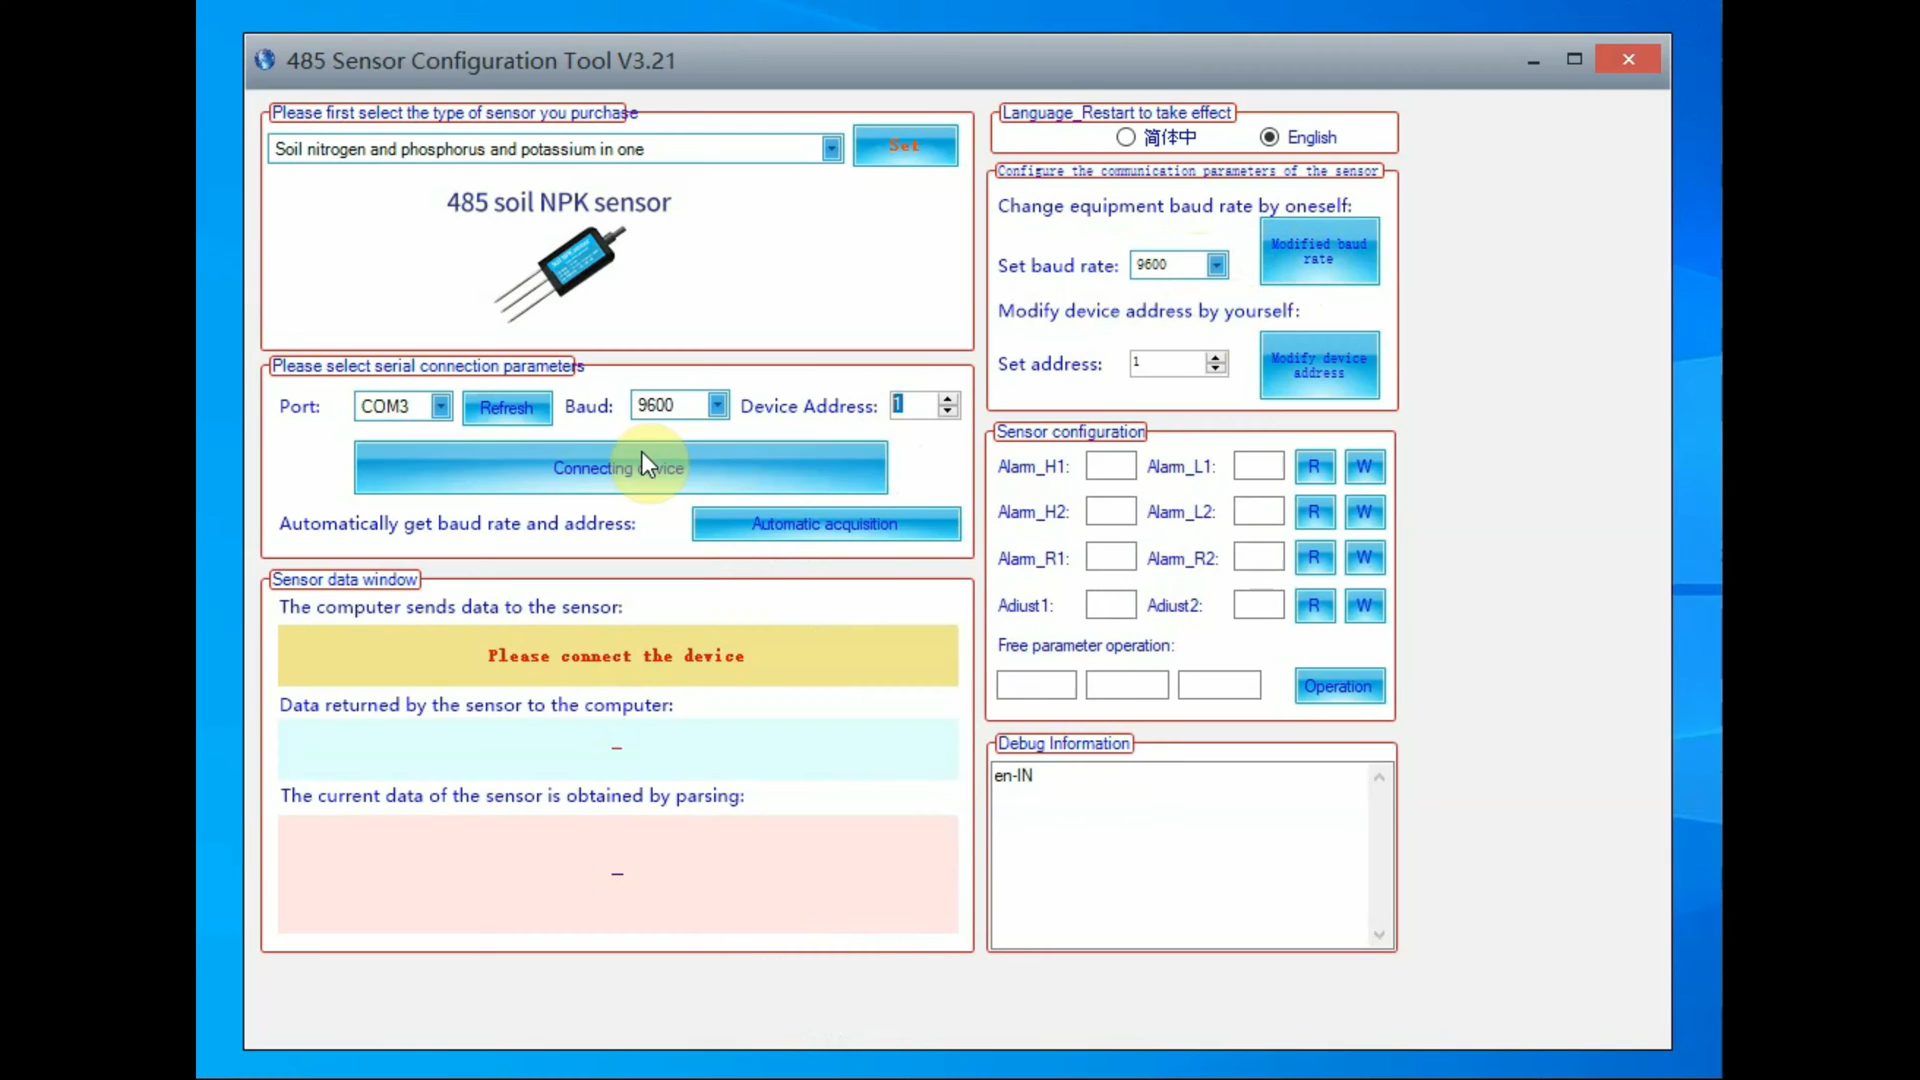 485 Sensor Configuration Tool V3.21
Please first select the type of sensor you purchase
Soil nitrogen and phosphorus and potassium in one
Set
485 soil NPK sensor
Please select serial connection parameters
Port:
COM3
Refresh
Baud:
9600
Device Address:
1
Connecting device
Automatically get baud rate and address:
Automatic acquisition
Sensor data window
The computer sends data to the sensor:
Please connect the device
Data returned by the sensor to the computer:
—
The current data of the sensor is obtained by parsing:
—
Language_Restart to take effect
简体中
English
Configure the communication parameters of the sensor
Change equipment baud rate by oneself:
Set baud rate:
9600
Modified baud
rate
Modify device address by yourself:
Set address:
1
Modify device
address
Sensor configuration
Alarm_H1:
Alarm_L1:
R
W
Alarm_H2:
Alarm_L2:
R
W
Alarm_R1:
Alarm_R2:
R
W
Adiust1:
Adiust2:
R
W
Free parameter operation:
Operation
Debug Information
en-IN